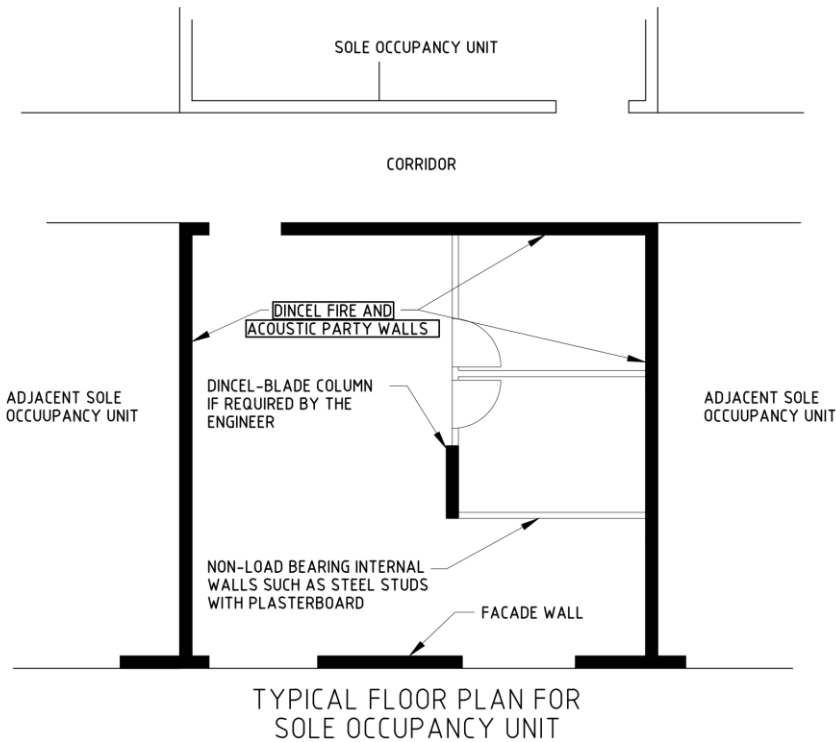 SOLE OCCUPANCY UNIT
CORRIDOR
DINCEL FIRE AND
ACOUSTIC PARTY WALLS
DINCEL-BLADE COLUMN
IF REQUIRED BY THE
ENGINEER
ADJACENT SOLE
OCCUUPANCY UNIT
ADJACENT SOLE
OCCUUPANCY UNIT
NON-LOAD BEARING INTERNAL
WALLS SUCH AS STEEL STUDS
WITH PLASTERBOARD
FACADE WALL
TYPICAL FLOOR PLAN FOR
SOLE OCCUPANCY UNIT